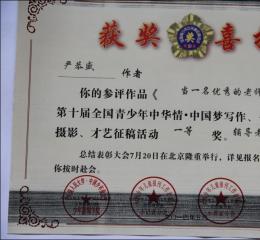 获奖 喜
严恭盛
作者
你的参评作品《 当一名优秀的老师
第十届全国青少年中华情·中国梦写作、
摄影、才艺征稿活动 一等 奖。 辅导老
总结表彰大会7月20日在北京隆重举行，详见报名
你按时赴会。